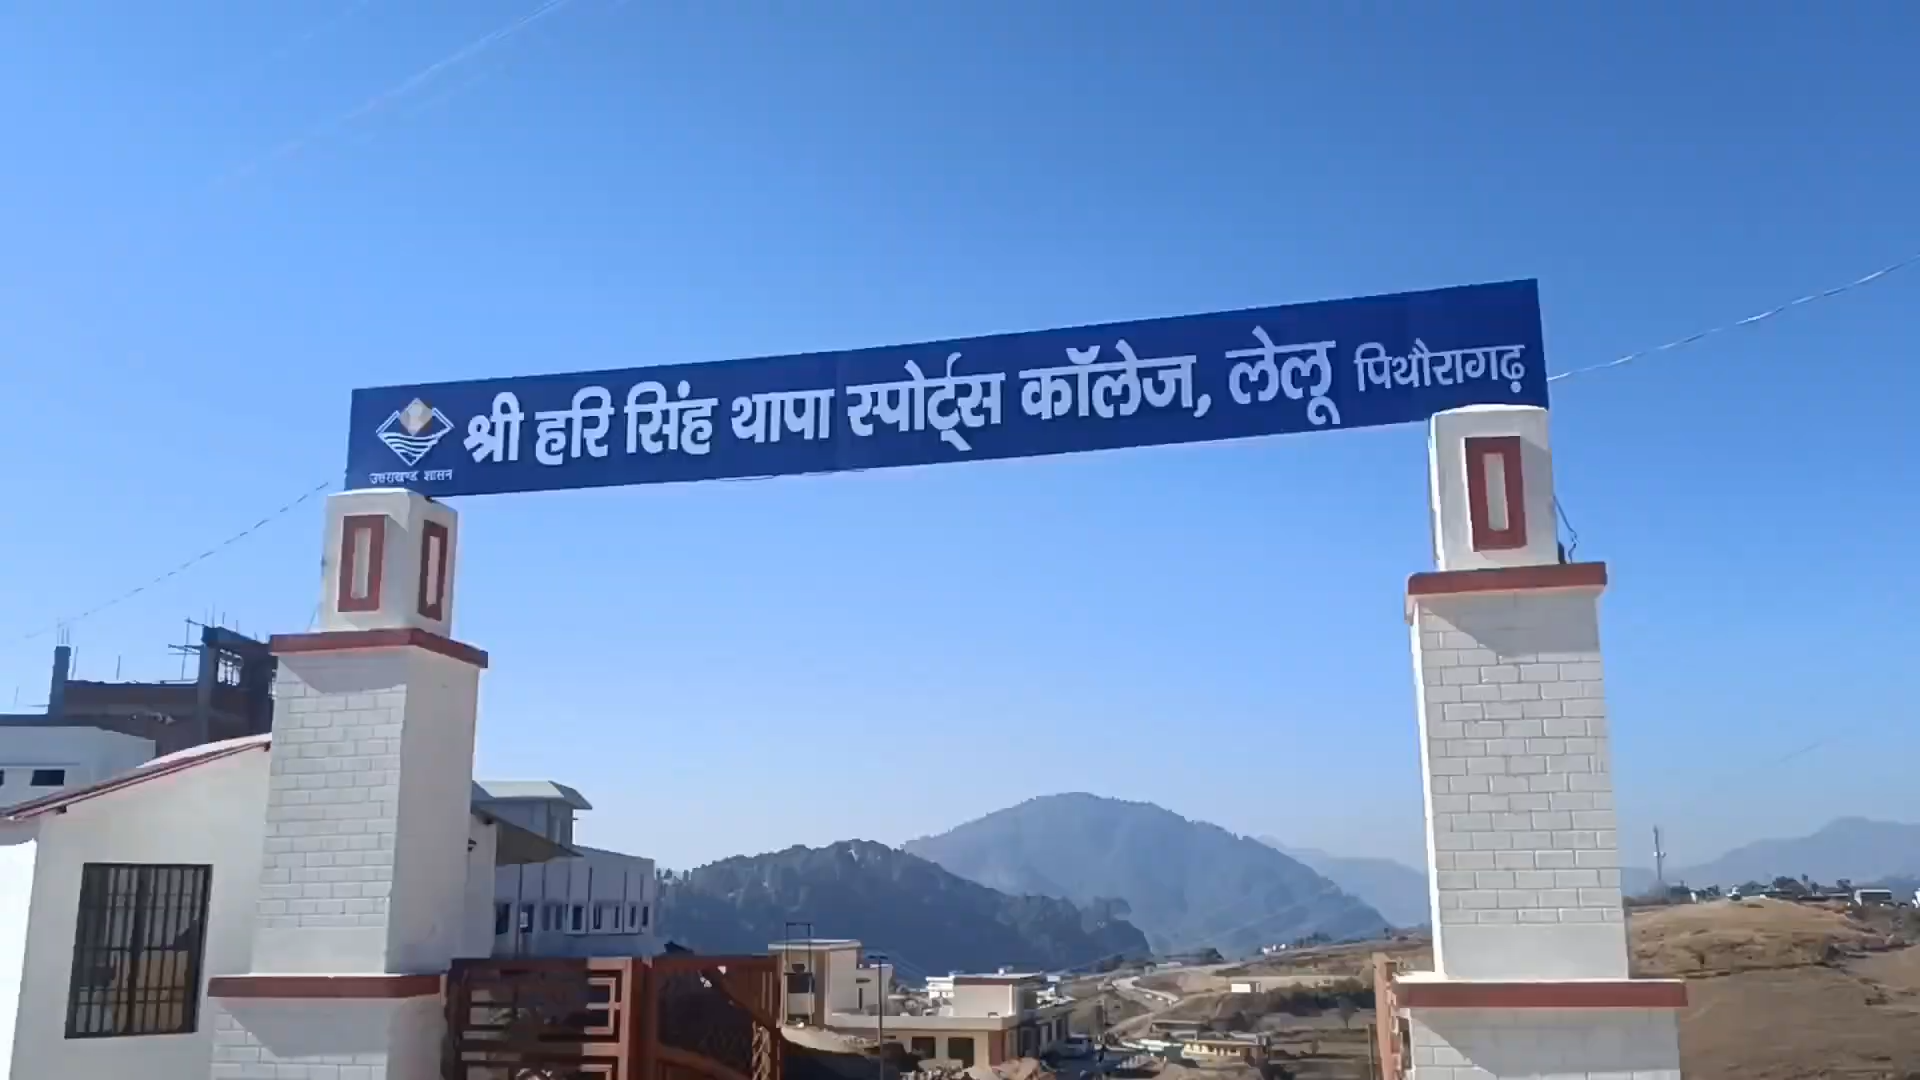 श्री हरि सिंह थापा स्पोर्ट्स कॉलेज, लेलू पिथौरागढ़
उत्तराखण्ड शासन